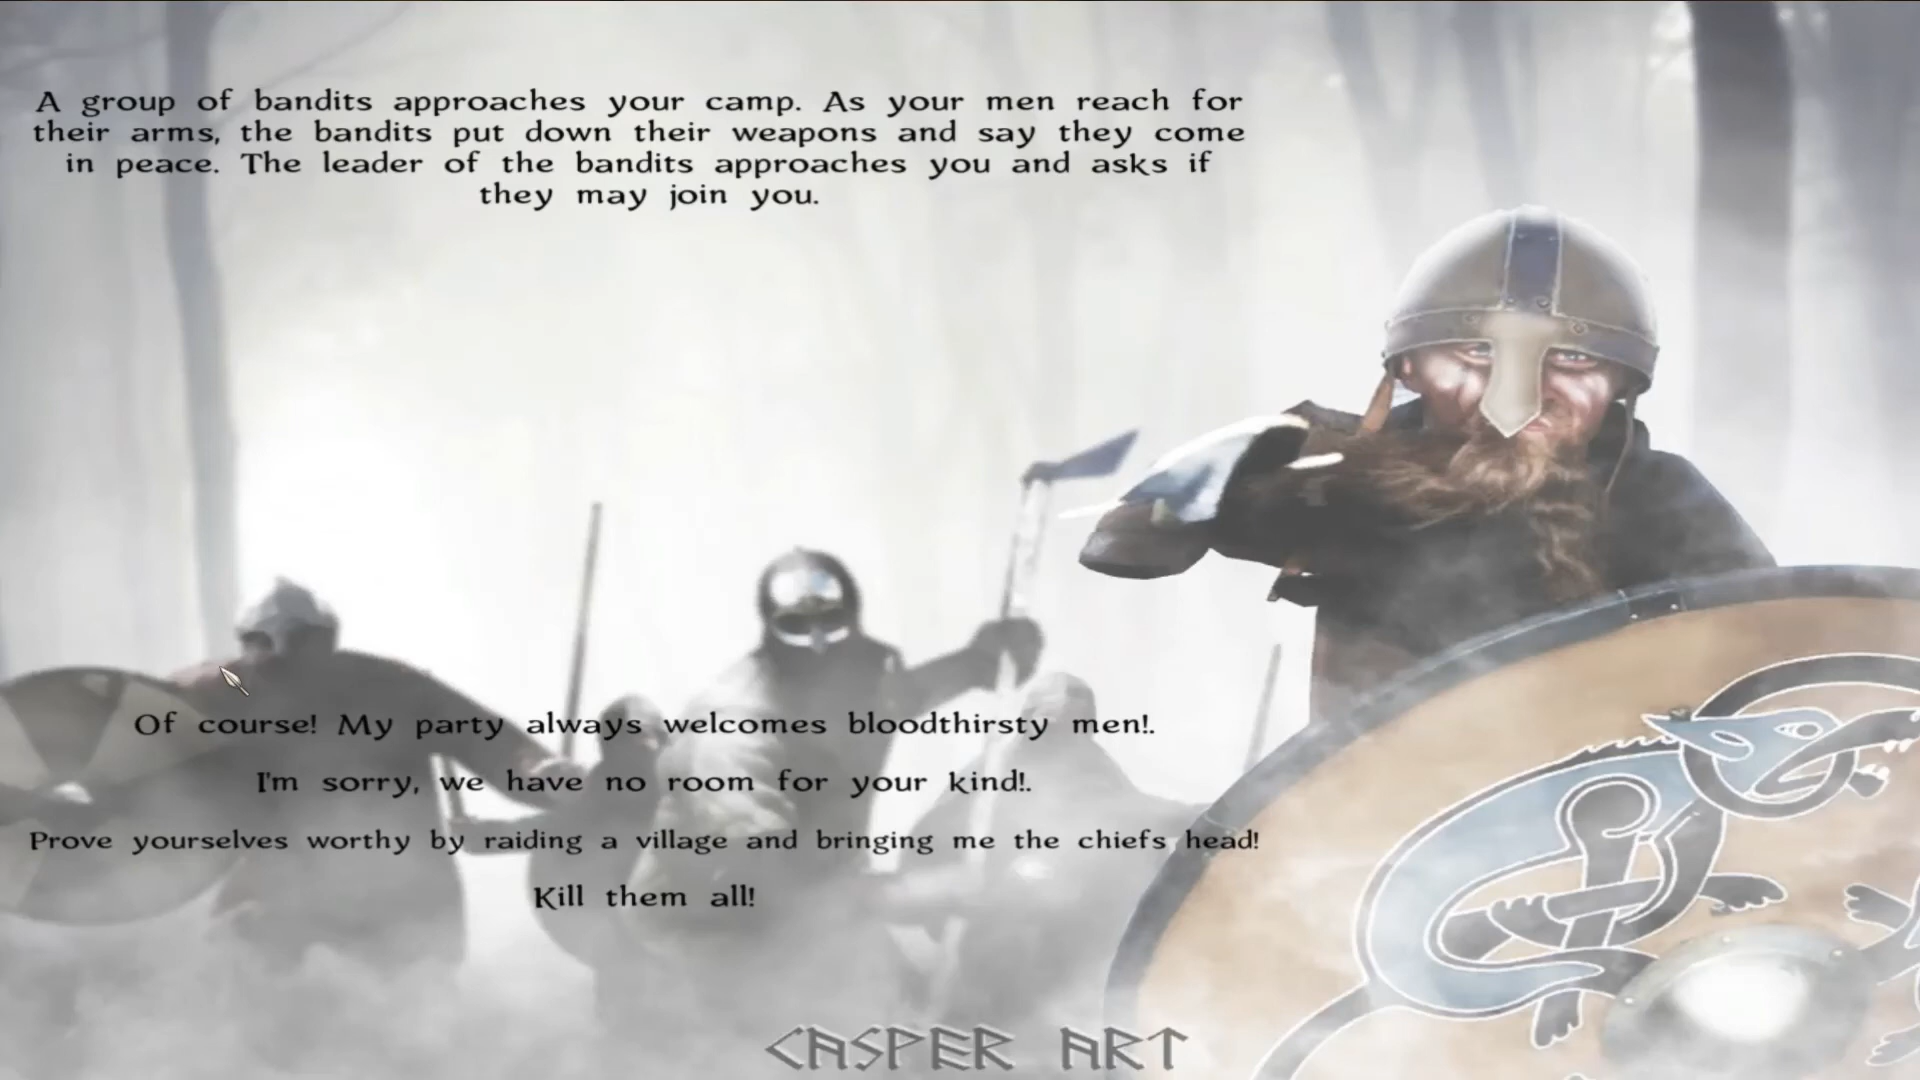 A group of bandits approaches your camp. As your men reach for
their arms, the bandits put down their weapons and say they come
in peace. The leader of the bandits approaches you and asks if
they may join you.
Of course! My party always welcomes bloodthirsty men!.
I'm sorry, we have no room for your kind!.
Prove yourselves worthy by raiding a village and bringing me the chiefs head!
Kill them all!
CASPER ART